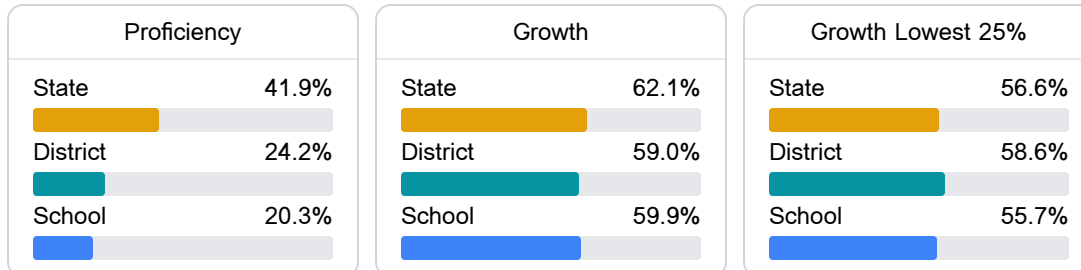 Proficiency
State 41.9%
District 24.2%
School 20.3%
Growth
State 62.1%
District 59.0%
School 59.9%
Growth Lowest 25%
State 56.6%
District 58.6%
School 55.7%